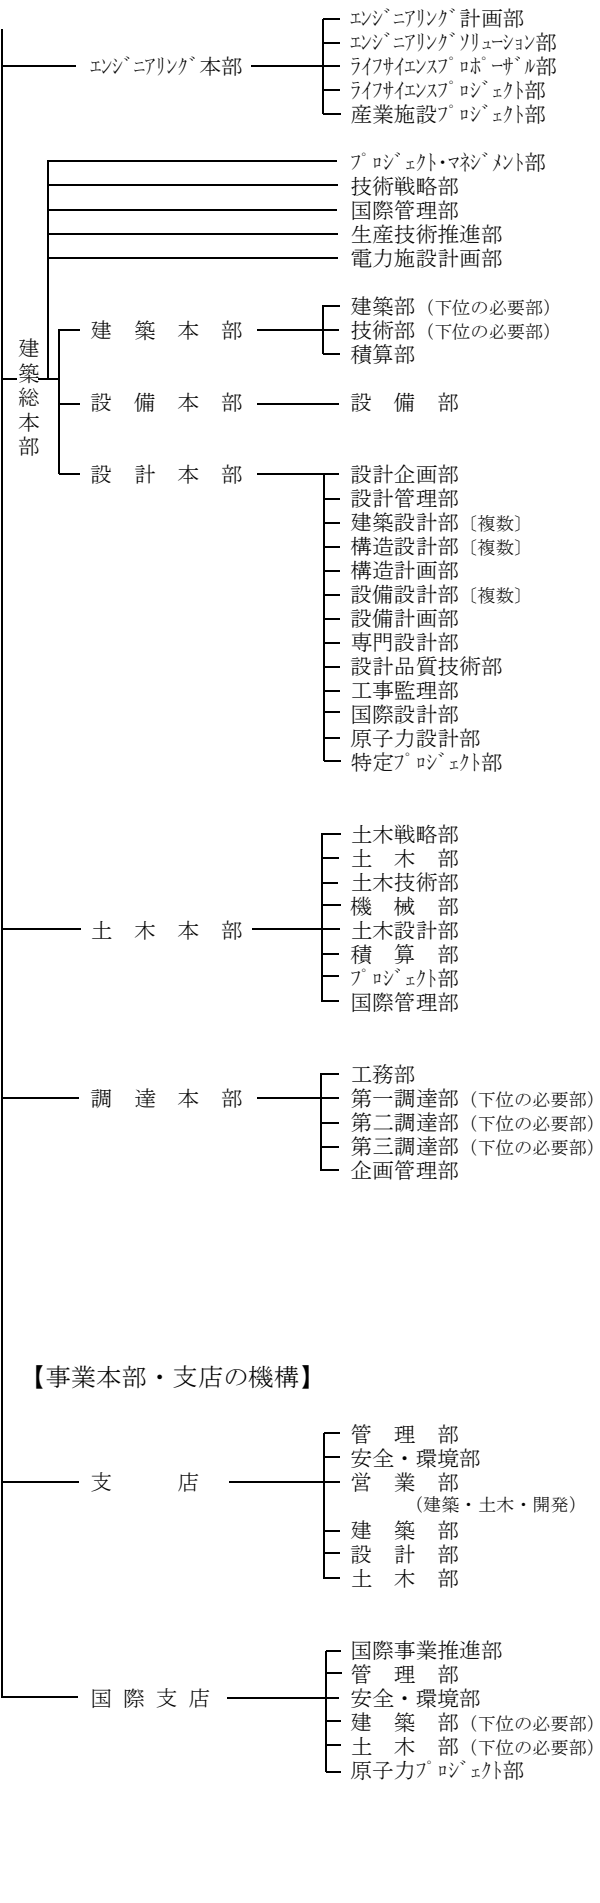 ｴﾝｼﾞﾆｱﾘﾝｸﾞ計画部
ｴﾝｼﾞﾆｱﾘﾝｸﾞｿﾘｭｰｼｮﾝ部
ｴﾝｼﾞﾆｱﾘﾝｸﾞ本部
ﾗｲﾌｻｲｴﾝｽﾌﾟﾛﾎﾟｰｻﾞﾙ部
ﾗｲﾌｻｲｴﾝｽﾌﾟﾛｼﾞｪｸﾄ部
産業施設ﾌﾟﾛｼﾞｪｸﾄ部
ﾌﾟﾛｼﾞｪｸﾄ・ﾏﾈｼﾞﾒﾝﾄ部
技術戦略部
国際管理部
生産技術推進部
電力施設計画部
建築総本部
建　築　本　部
建築部（下位の必要部）
技術部（下位の必要部）
積算部
設　備　本　部
設　備　部
設　計　本　部
設計企画部
設計管理部
建築設計部〔複数〕
構造設計部〔複数〕
構造計画部
設備設計部〔複数〕
設備計画部
専門設計部
設計品質技術部
工事監理部
国際設計部
原子力設計部
特定ﾌﾟﾛｼﾞｪｸﾄ部
土木戦略部
土　木　部
土木技術部
機　械　部
土　木　本　部
土木設計部
積　算　部
ﾌﾟﾛｼﾞｪｸﾄ部
国際管理部
工務部
調　達　本　部
第一調達部（下位の必要部）
第二調達部（下位の必要部）
第三調達部（下位の必要部）
企画管理部
【事業本部・支店の機構】
管　理　部
安全・環境部
支　　　店
営　業　部
（建築・土木・開発）
建　築　部
設　計　部
土　木　部
国際事業推進部
管　理　部
国 際 支 店
安全・環境部
建　築　部（下位の必要部）
土　木　部（下位の必要部）
原子力ﾌﾟﾛｼﾞｪｸﾄ部